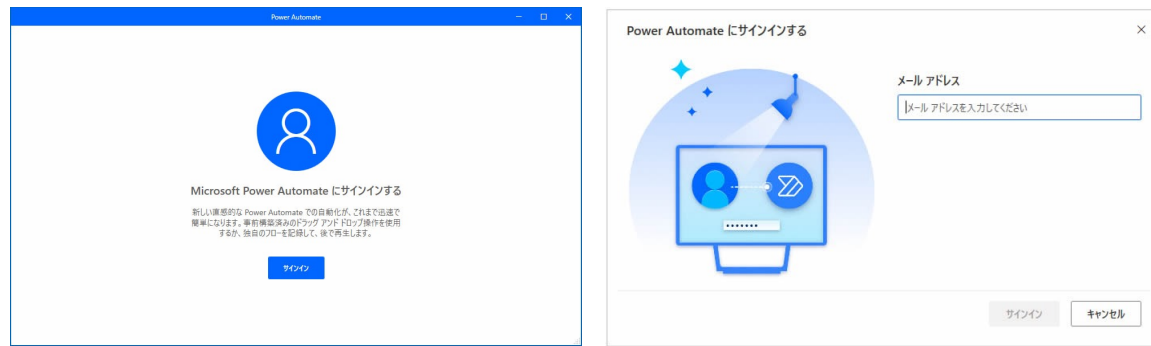 Power Automate
Microsoft Power Automate にサインインする
新しい直感的な Power Automate での自動化が、これまで迅速で
簡単になります。事前構築済みのドラッグ アンド ドロップ操作を使用
するか、独自のフローを記録して、後で再生します。
サインイン
Power Automate にサインインする
メール アドレス
メール アドレスを入力してください
サインイン
キャンセル